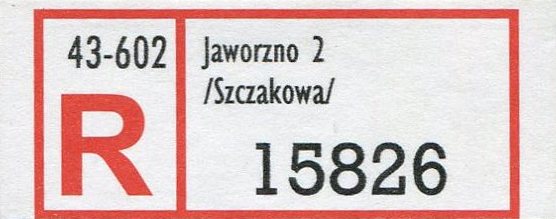 43-602
R
Jaworzno 2
/Szczakowa/
15826